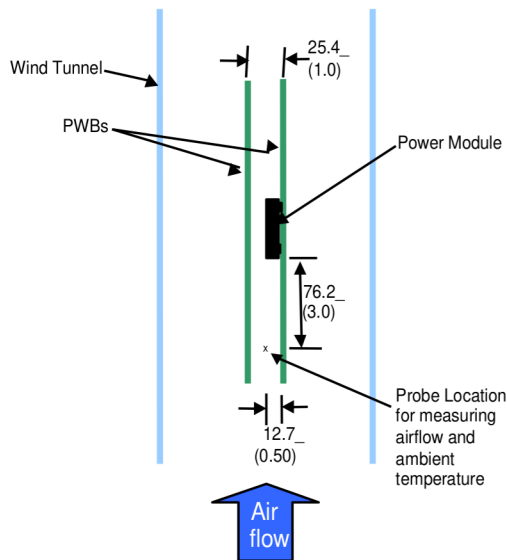 25.4_
(1.0)
Wind Tunnel
PWBs
Power Module
76.2_
(3.0)
x
Probe Location
for measuring
airflow and
ambient
temperature
12.7_
(0.50)
Air
flow